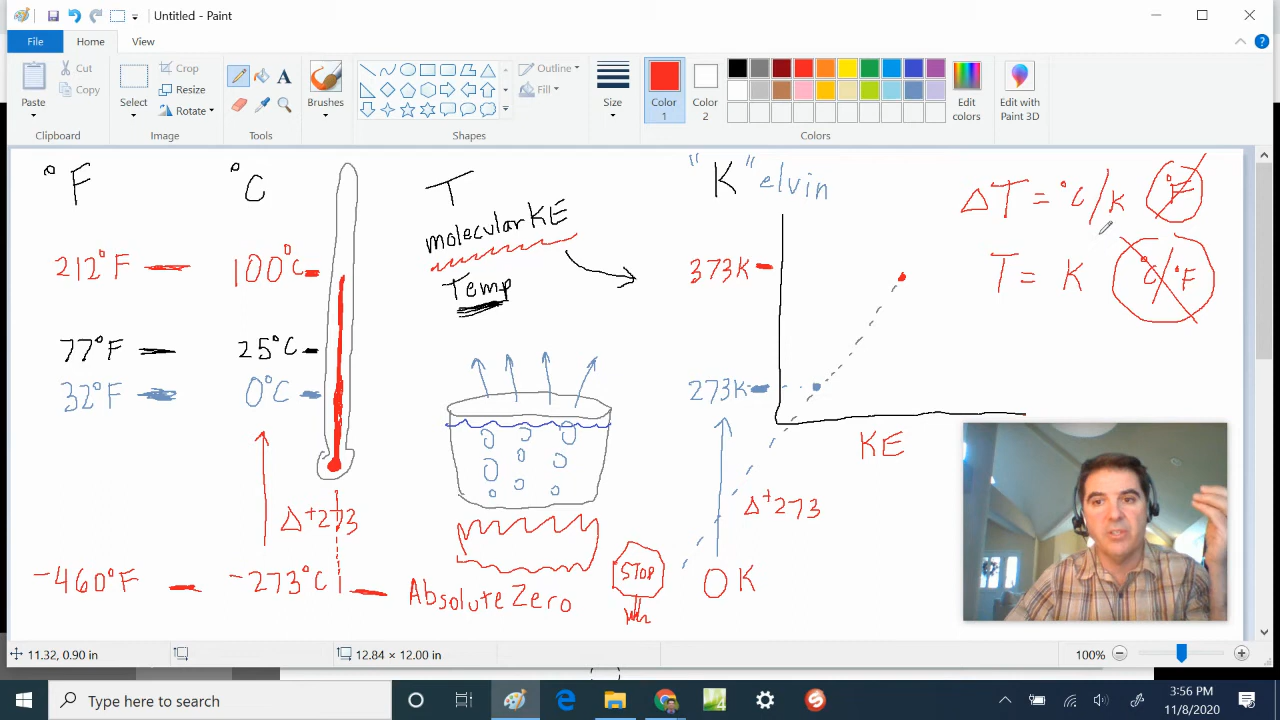 Untitled - Paint
File
Home
View
Paste
Cut
Copy
Clipboard
Select
Crop
Resize
Rotate
Image
A
Tools
Brushes
Outline
Fill
Shapes
Size
Color
1
Color
2
Edit
colors
Edit with
Paint 3D
Colors
°F
212°F
77°F
32°F
-460°F
°C
100°C
25°C
0°C
Δ+273
-273°C
T
molecular KE
Temp
Absolute Zero
STOP
"K"elvin
373K
273K
KE
Δ+273
0 K
ΔT = °C/K °F
T = K °C/°F
11.32, 0.90 in
12.84 × 12.00 in
100%
Type here to search
3:56 PM
11/8/2020